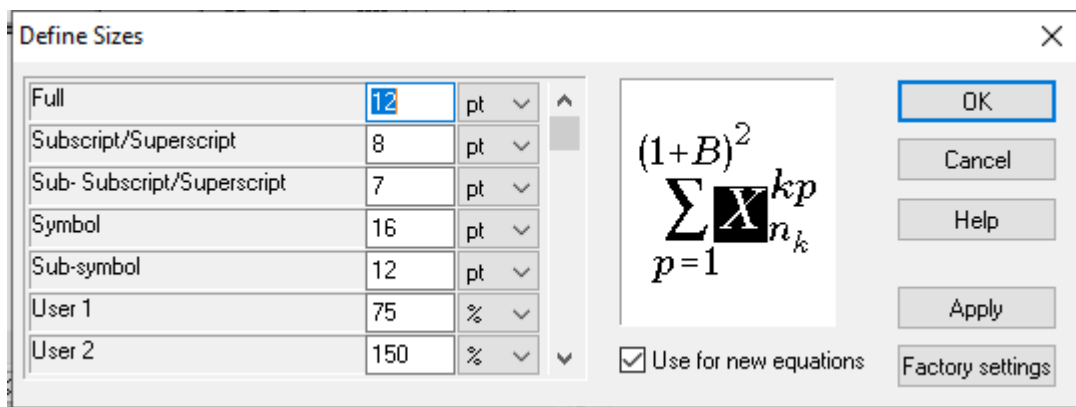 Define Sizes
Full 12 pt
Subscript/Superscript 8 pt
Sub- Subscript/Superscript 7 pt
Symbol 16 pt
Sub-symbol 12 pt
User 1 75 %
User 2 150 %
(1+B)²
∑ X kp
n k
p=1
Use for new equations
OK
Cancel
Help
Apply
Factory settings